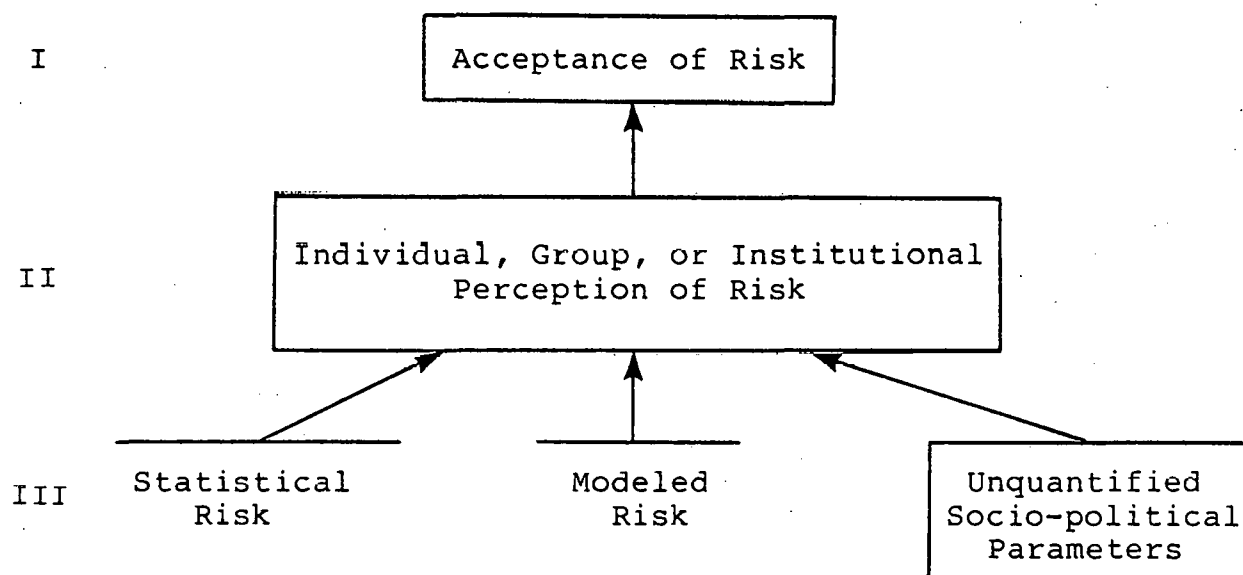 I
Acceptance of Risk
II
Individual, Group, or Institutional
Perception of Risk
III
Statistical
Risk
Modeled
Risk
Unquantified
Socio-political
Parameters